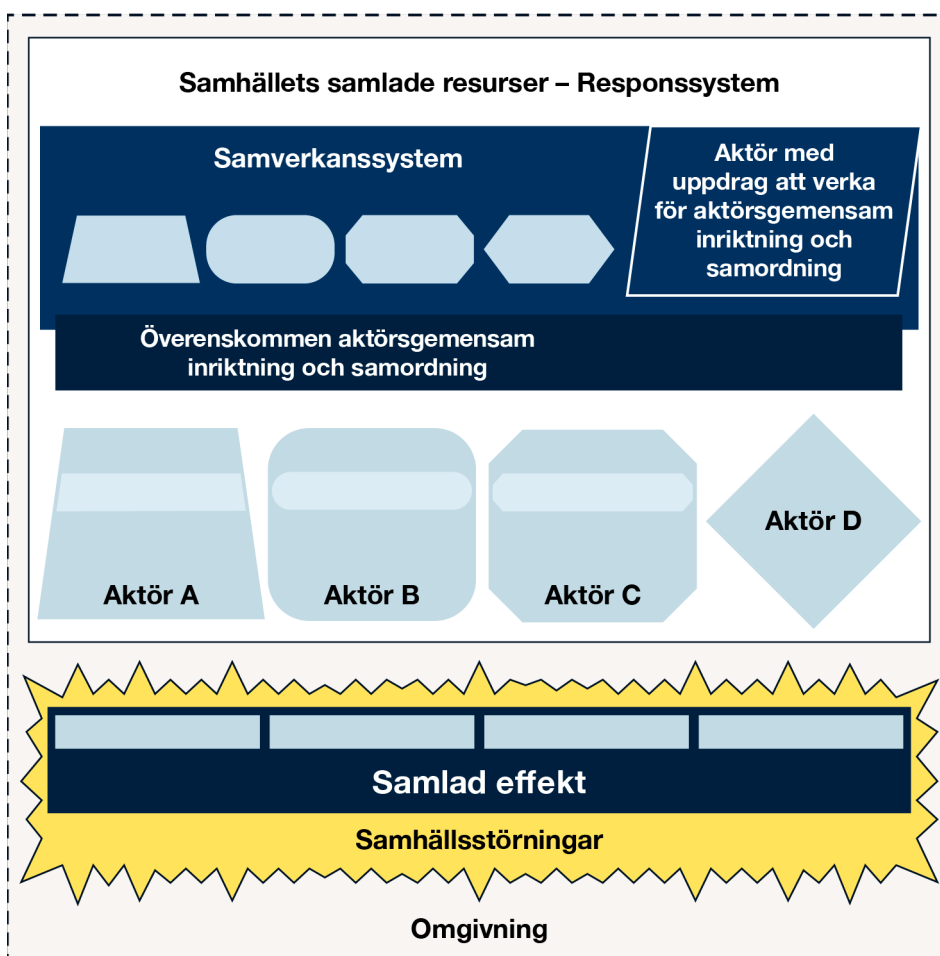 Samhällets samlade resurser – Responssystem
Samverkanssystem
Aktör med
uppdrag att verka
för aktörsgemensam
inriktning och
samordning
Överenskommen aktörsgemensam
inriktning och samordning
Aktör A
Aktör B
Aktör C
Aktör D
Samlad effekt
Samhällsstörningar
Omgivning